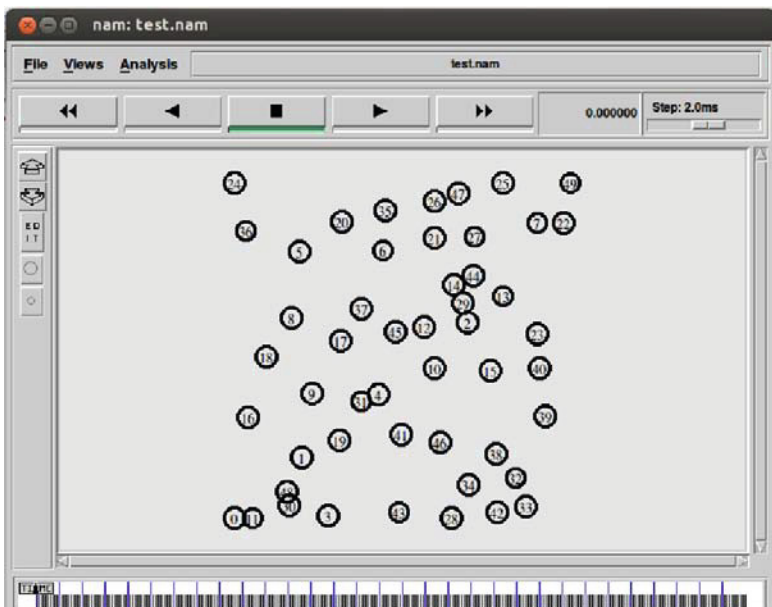 nam: test.nam
File Views Analysis test.nam
0.000000 Step: 2.0ms
24 25 49
47
26
35
20 7 22
36 21 27
5 6
44
14 13
29
37
8 12 2
45 23
17
18
10 15 40
9 4
31
16 39
41
19 46
1 38
32
48 34
30 33
0 11 3 43 28 42
E D
I T
TIME